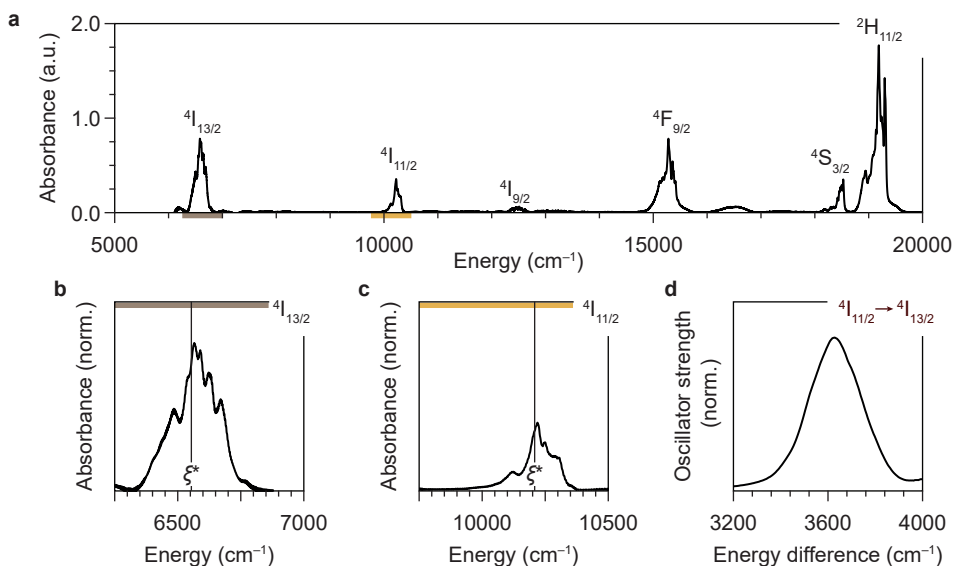 a
Absorbance (a.u.)
2.0
1.0
0.0
⁴I₁₃/₂
⁴I₁₁/₂
⁴I₉/₂
⁴F₉/₂
⁴S₃/₂
²H₁₁/₂
5000 10000 15000 20000
Energy (cm⁻¹)
b
Absorbance (norm.)
⁴I₁₃/₂
ξ*
6500 7000
Energy (cm⁻¹)
c
Absorbance (norm.)
⁴I₁₁/₂
ξ*
10000 10500
Energy (cm⁻¹)
d
Oscillator strength
(norm.)
⁴I₁₁/₂ → ⁴I₁₃/₂
3200 3600 4000
Energy difference (cm⁻¹)